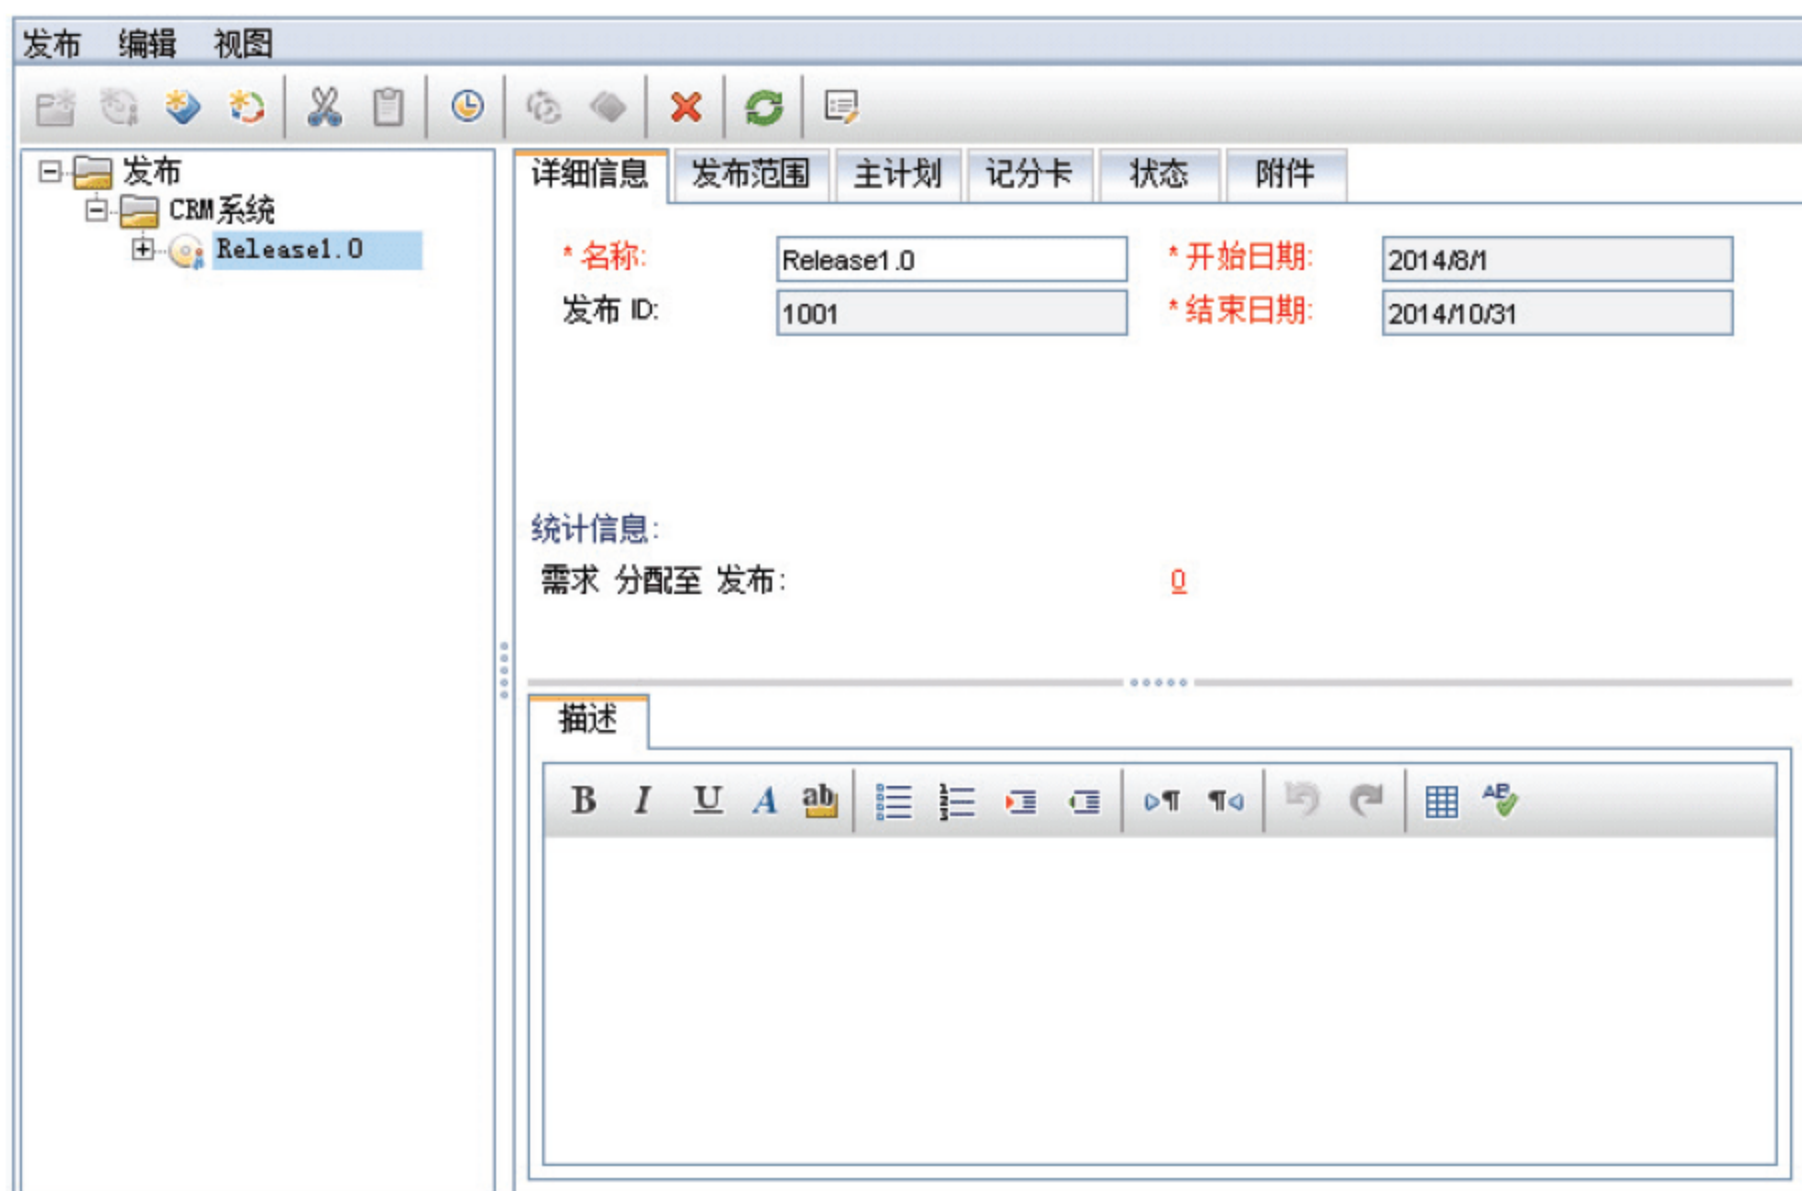 发布 编辑 视图
发布
CRM系统
Release1.0
详细信息 发布范围 主计划 记分卡 状态 附件
* 名称: Release1.0 * 开始日期: 2014/8/1
发布 ID: 1001 * 结束日期: 2014/10/31
统计信息:
需求 分配至 发布: 0
描述
B I U A ab ABC